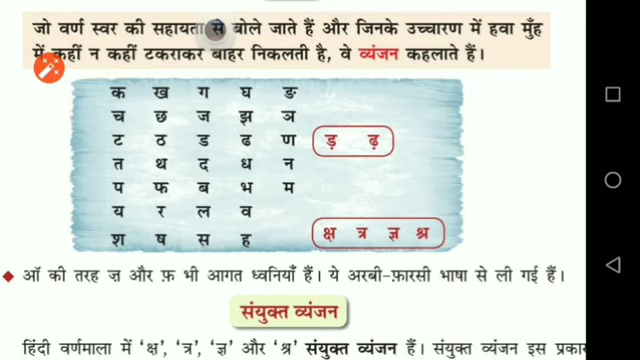 जो वर्ण स्वर की सहायता से बोले जाते हैं और जिनके उच्चारण में हवा मुँह
में कहीं न कहीं टकराकर बाहर निकलती है, वे व्यंजन कहलाते हैं।
क ख ग घ ङ
च छ ज झ ञ
ट ठ ड ढ ण ड़ ढ़
त थ द ध न
प फ ब भ म
य र ल व
श ष स ह क्ष त्र ज्ञ श्र
◆ ऑ की तरह ज़ और फ़ भी आगत ध्वनियाँ हैं। ये अरबी-फ़ारसी भाषा से ली गई हैं।
संयुक्त व्यंजन
हिंदी वर्णमाला में ‘क्ष’, ‘त्र’, ‘ज्ञ’ और ‘श्र’ संयुक्त व्यंजन हैं। संयुक्त व्यंजन इस प्रकार